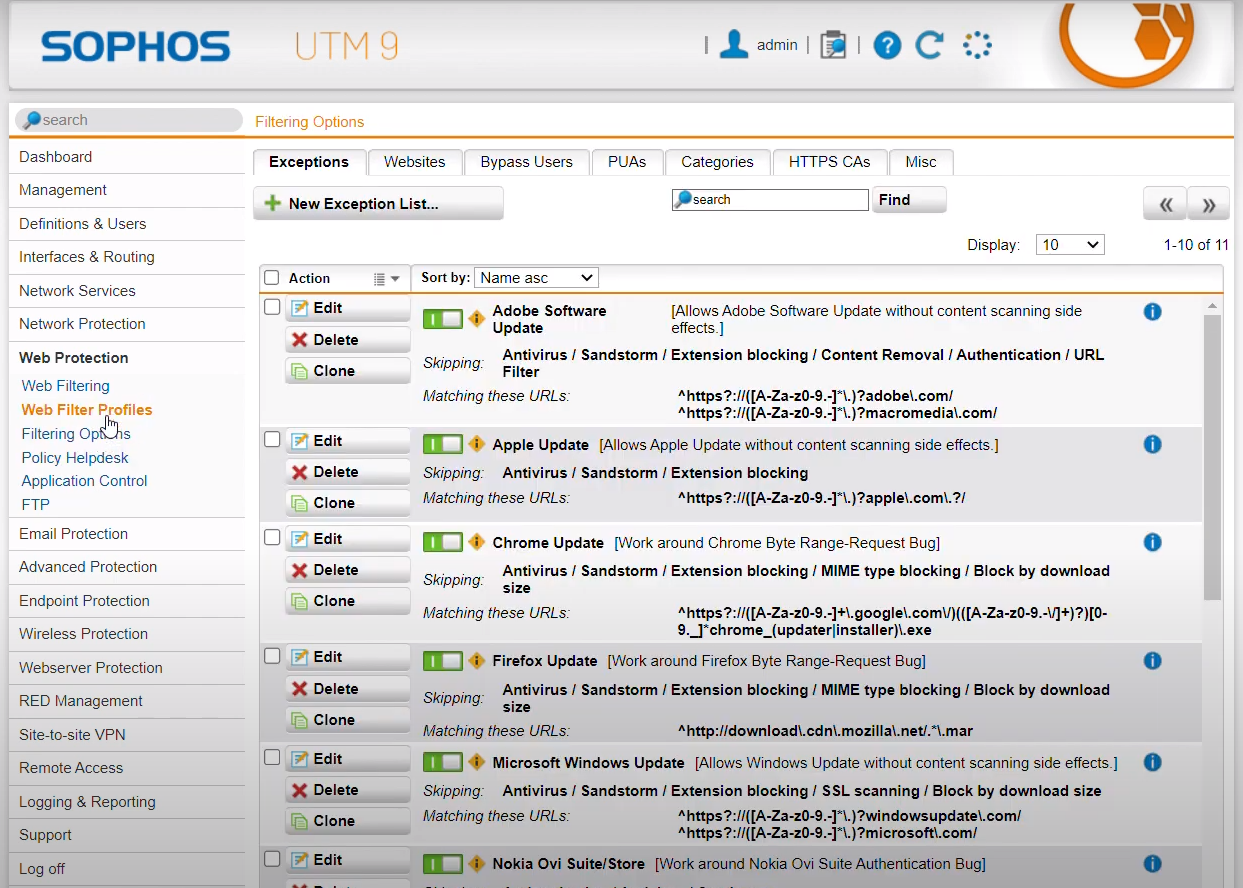 SOPHOS UTM 9 | admin | | ?
search
Filtering Options
Dashboard
Management
Definitions & Users
Interfaces & Routing
Network Services
Network Protection
Web Protection
Web Filtering
Web Filter Profiles
Filtering Options
Policy Helpdesk
Application Control
FTP
Email Protection
Advanced Protection
Endpoint Protection
Wireless Protection
Webserver Protection
RED Management
Site-to-site VPN
Remote Access
Logging & Reporting
Support
Log off
Exceptions Websites Bypass Users PUAs Categories HTTPS CAs Misc
New Exception List... search Find « »
Display: 10 1-10 of 11
Action Sort by: Name asc
Edit
Delete
Clone
Adobe Software [Allows Adobe Software Update without content scanning side
Update effects.]
Skipping: Antivirus / Sandstorm / Extension blocking / Content Removal / Authentication / URL
Filter
Matching these URLs: ^https?://([A-Za-z0-9.-]*\.)?adobe\.com/
^https?://([A-Za-z0-9.-]*\.)?macromedia\.com/
Edit
Delete
Clone
Apple Update [Allows Apple Update without content scanning side effects.]
Skipping: Antivirus / Sandstorm / Extension blocking
Matching these URLs: ^https?://([A-Za-z0-9.-]*\.)?apple\.com\.?/
Edit
Delete
Clone
Chrome Update [Work around Chrome Byte Range-Request Bug]
Skipping: Antivirus / Sandstorm / Extension blocking / MIME type blocking / Block by download
size
Matching these URLs: ^https?://([A-Za-z0-9.-]+\.google\.com\/)(([A-Za-z0-9.-\/]+)?)[0-
9._]*chrome_(updater|installer)\.exe
Edit
Delete
Clone
Firefox Update [Work around Firefox Byte Range-Request Bug]
Skipping: Antivirus / Sandstorm / Extension blocking / MIME type blocking / Block by download
size
Matching these URLs: ^http://download\.cdn\.mozilla\.net/.*\.mar
Edit
Delete
Clone
Microsoft Windows Update [Allows Windows Update without content scanning side effects.]
Skipping: Antivirus / Sandstorm / Extension blocking / SSL scanning / Block by download size
Matching these URLs: ^https?://([A-Za-z0-9.-]*\.)?windowsupdate\.com/
^https?://([A-Za-z0-9.-]*\.)?microsoft\.com/
Edit
Nokia Ovi Suite/Store [Work around Nokia Ovi Suite Authentication Bug]